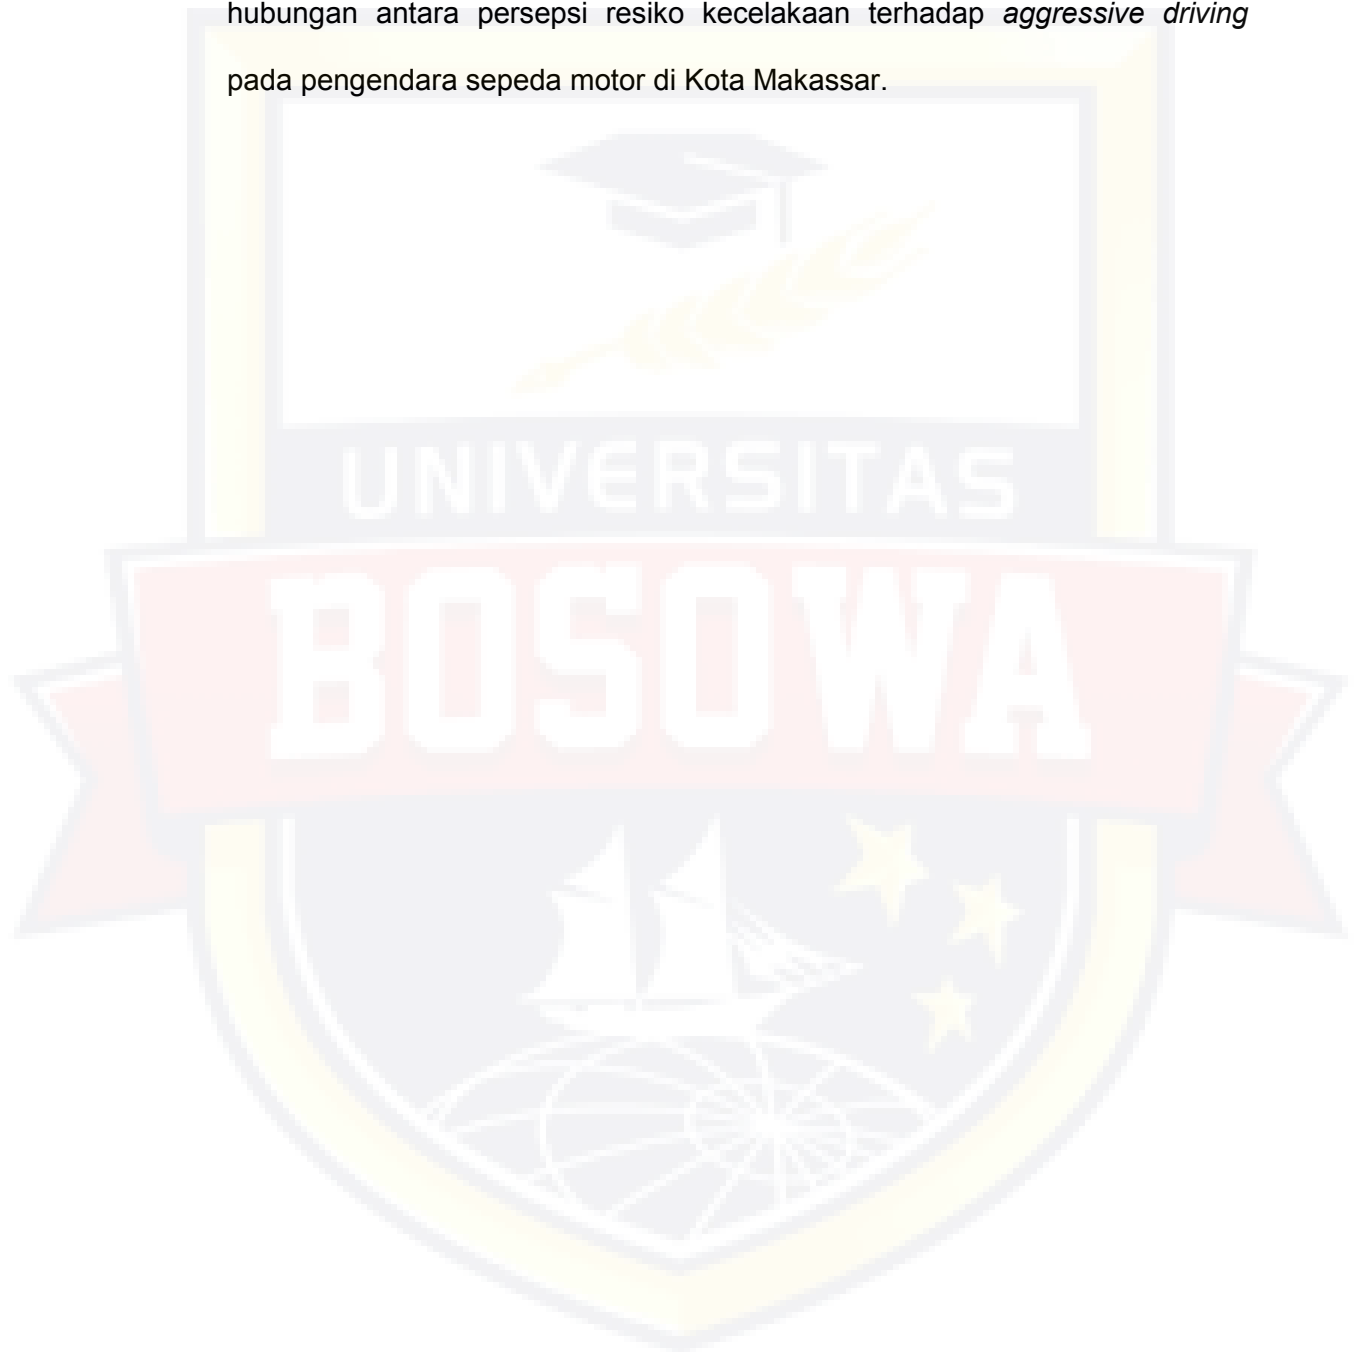 hubungan antara persepsi resiko kecelakaan terhadap aggressive driving
pada pengendara sepeda motor di Kota Makassar.
UNIVERSITAS
BOSOWA